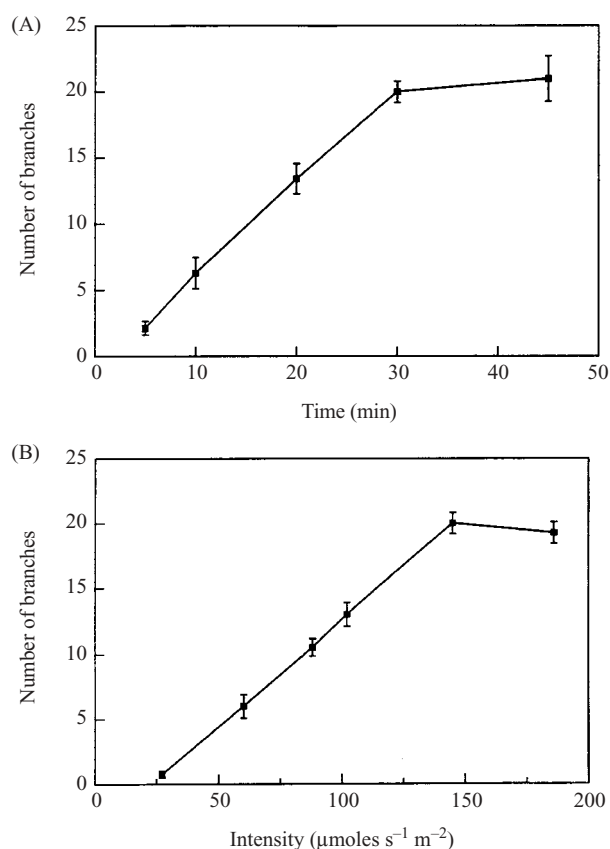 (A)
25
20
15
10
5
0
Number of branches
0 10 20 30 40 50
Time (min)
(B)
25
20
15
10
5
0
Number of branches
0 50 100 150 200
Intensity (μmoles s⁻¹ m⁻²)